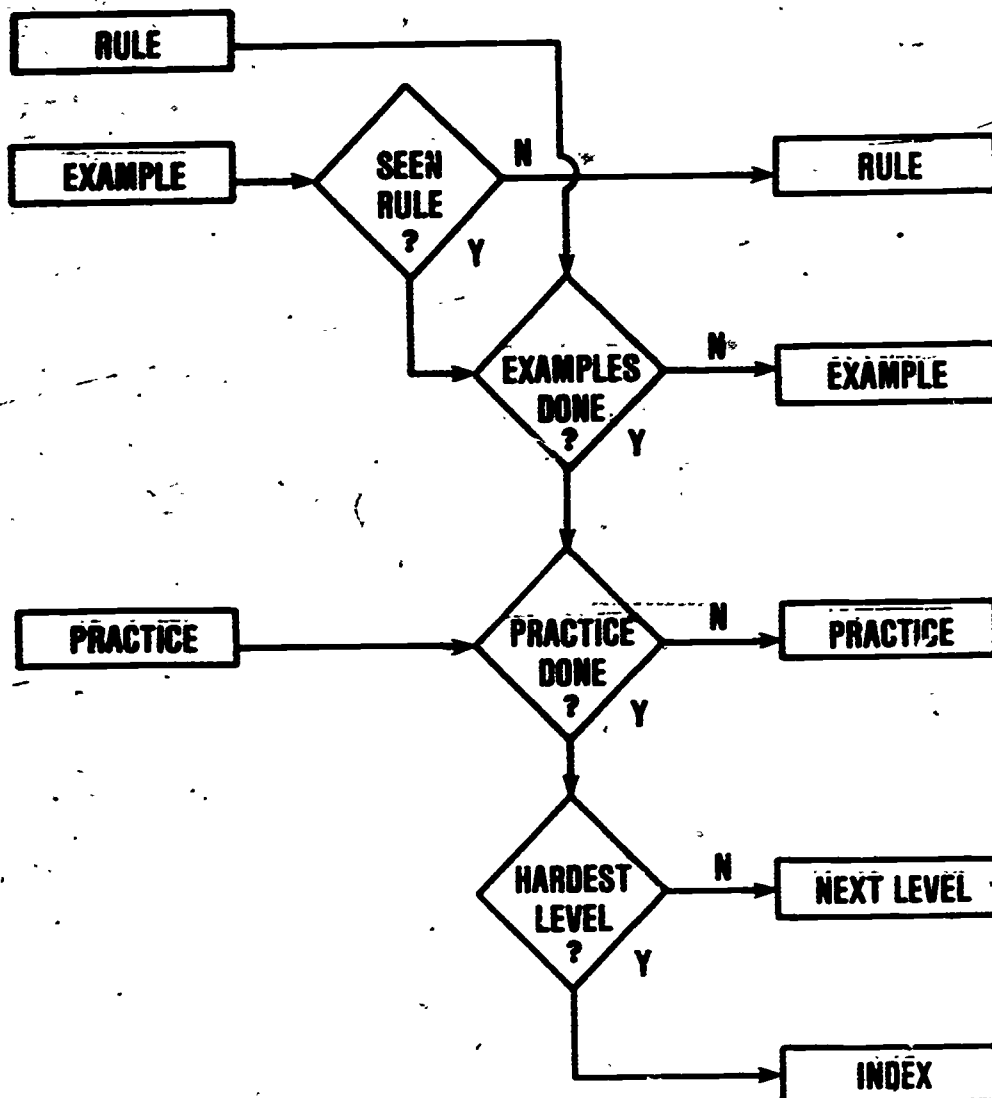 RULE
EXAMPLE
SEEN
RULE
?
N
Y
RULE
EXAMPLES
DONE
?
N
Y
EXAMPLE
PRACTICE
PRACTICE
DONE
?
N
Y
PRACTICE
HARDEST
LEVEL
?
N
Y
NEXT LEVEL
INDEX